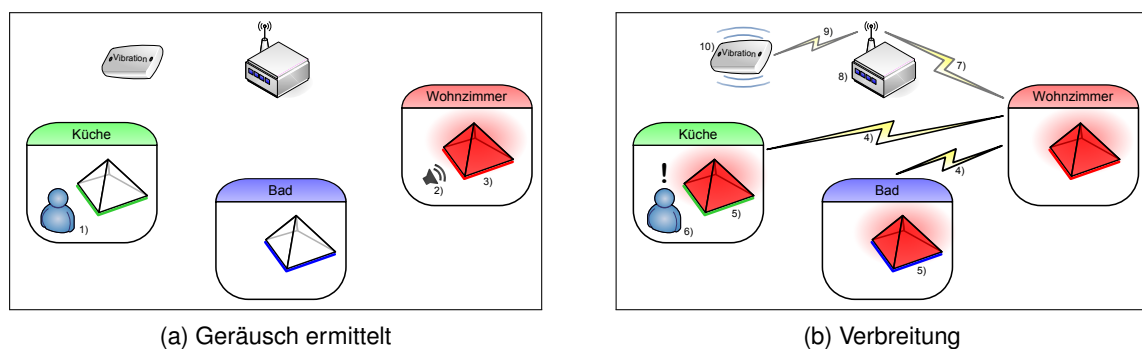 Vibration
Wohnzimmer
Küche
2)
3)
1)
Bad
(a) Geräusch ermittelt
10)
Vibration
9)
8)
7)
Wohnzimmer
Küche
4)
4)
!
5)
6)
Bad
5)
(b) Verbreitung